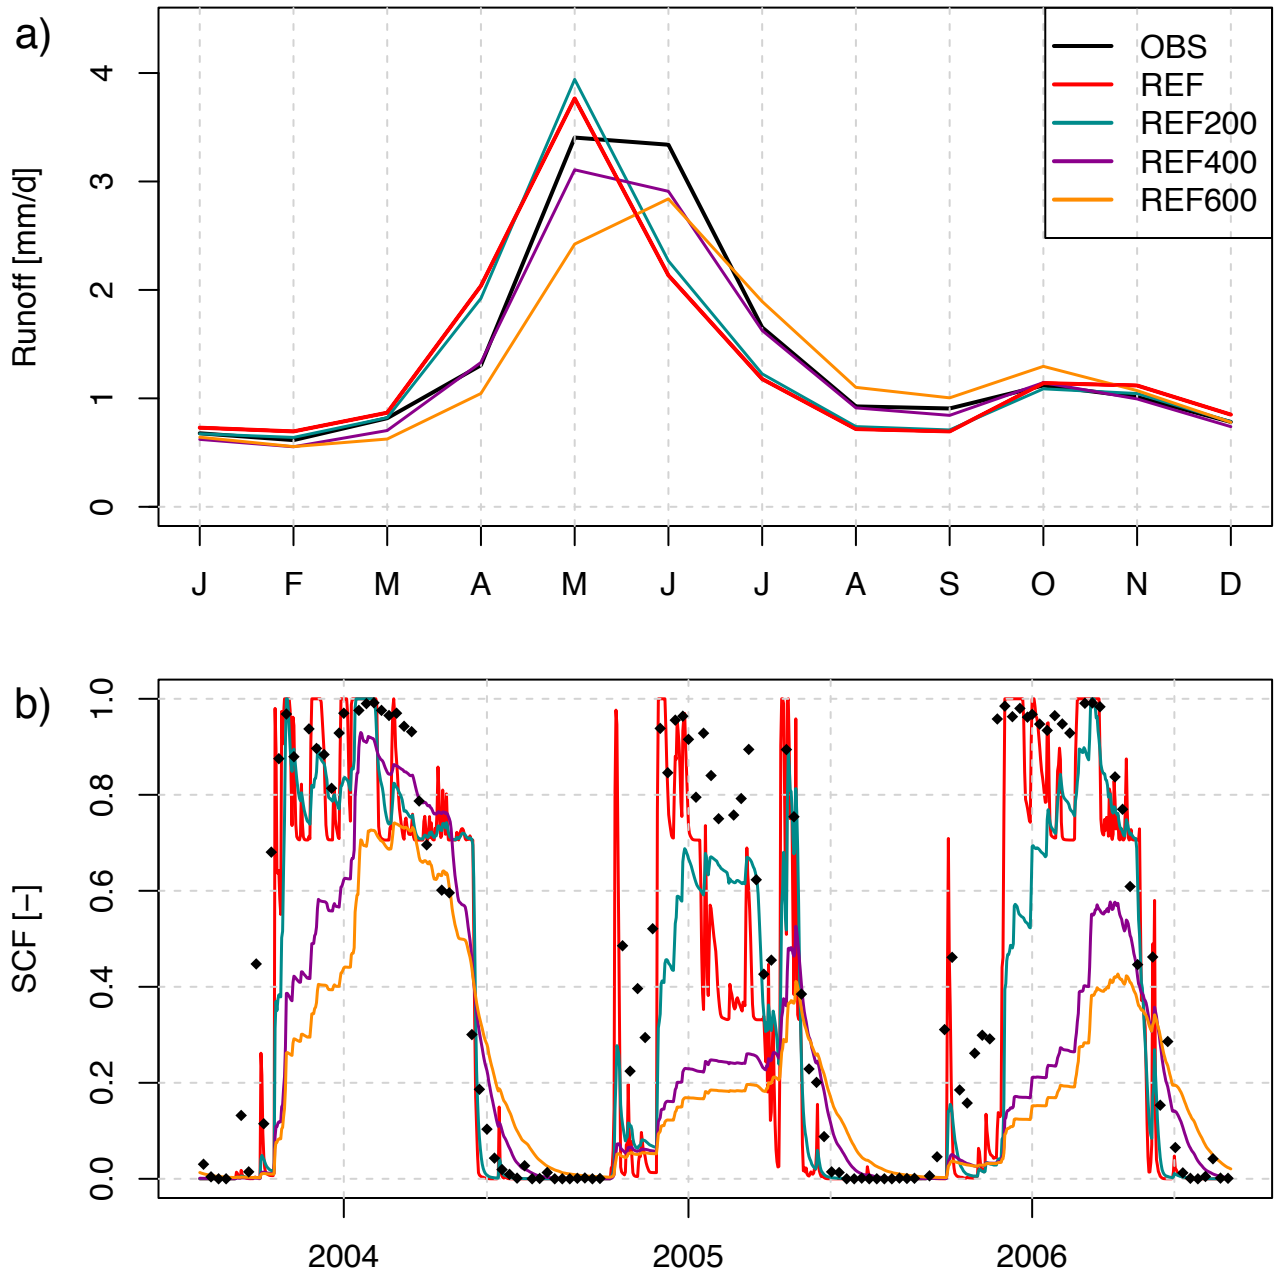 a)
OBS
REF
REF200
REF400
REF600
Runoff [mm/d]
4
3
2
1
0
J F M A M J J A S O N D
b)
SCF [−]
1.0
0.8
0.6
0.4
0.2
0.0
2004 2005 2006